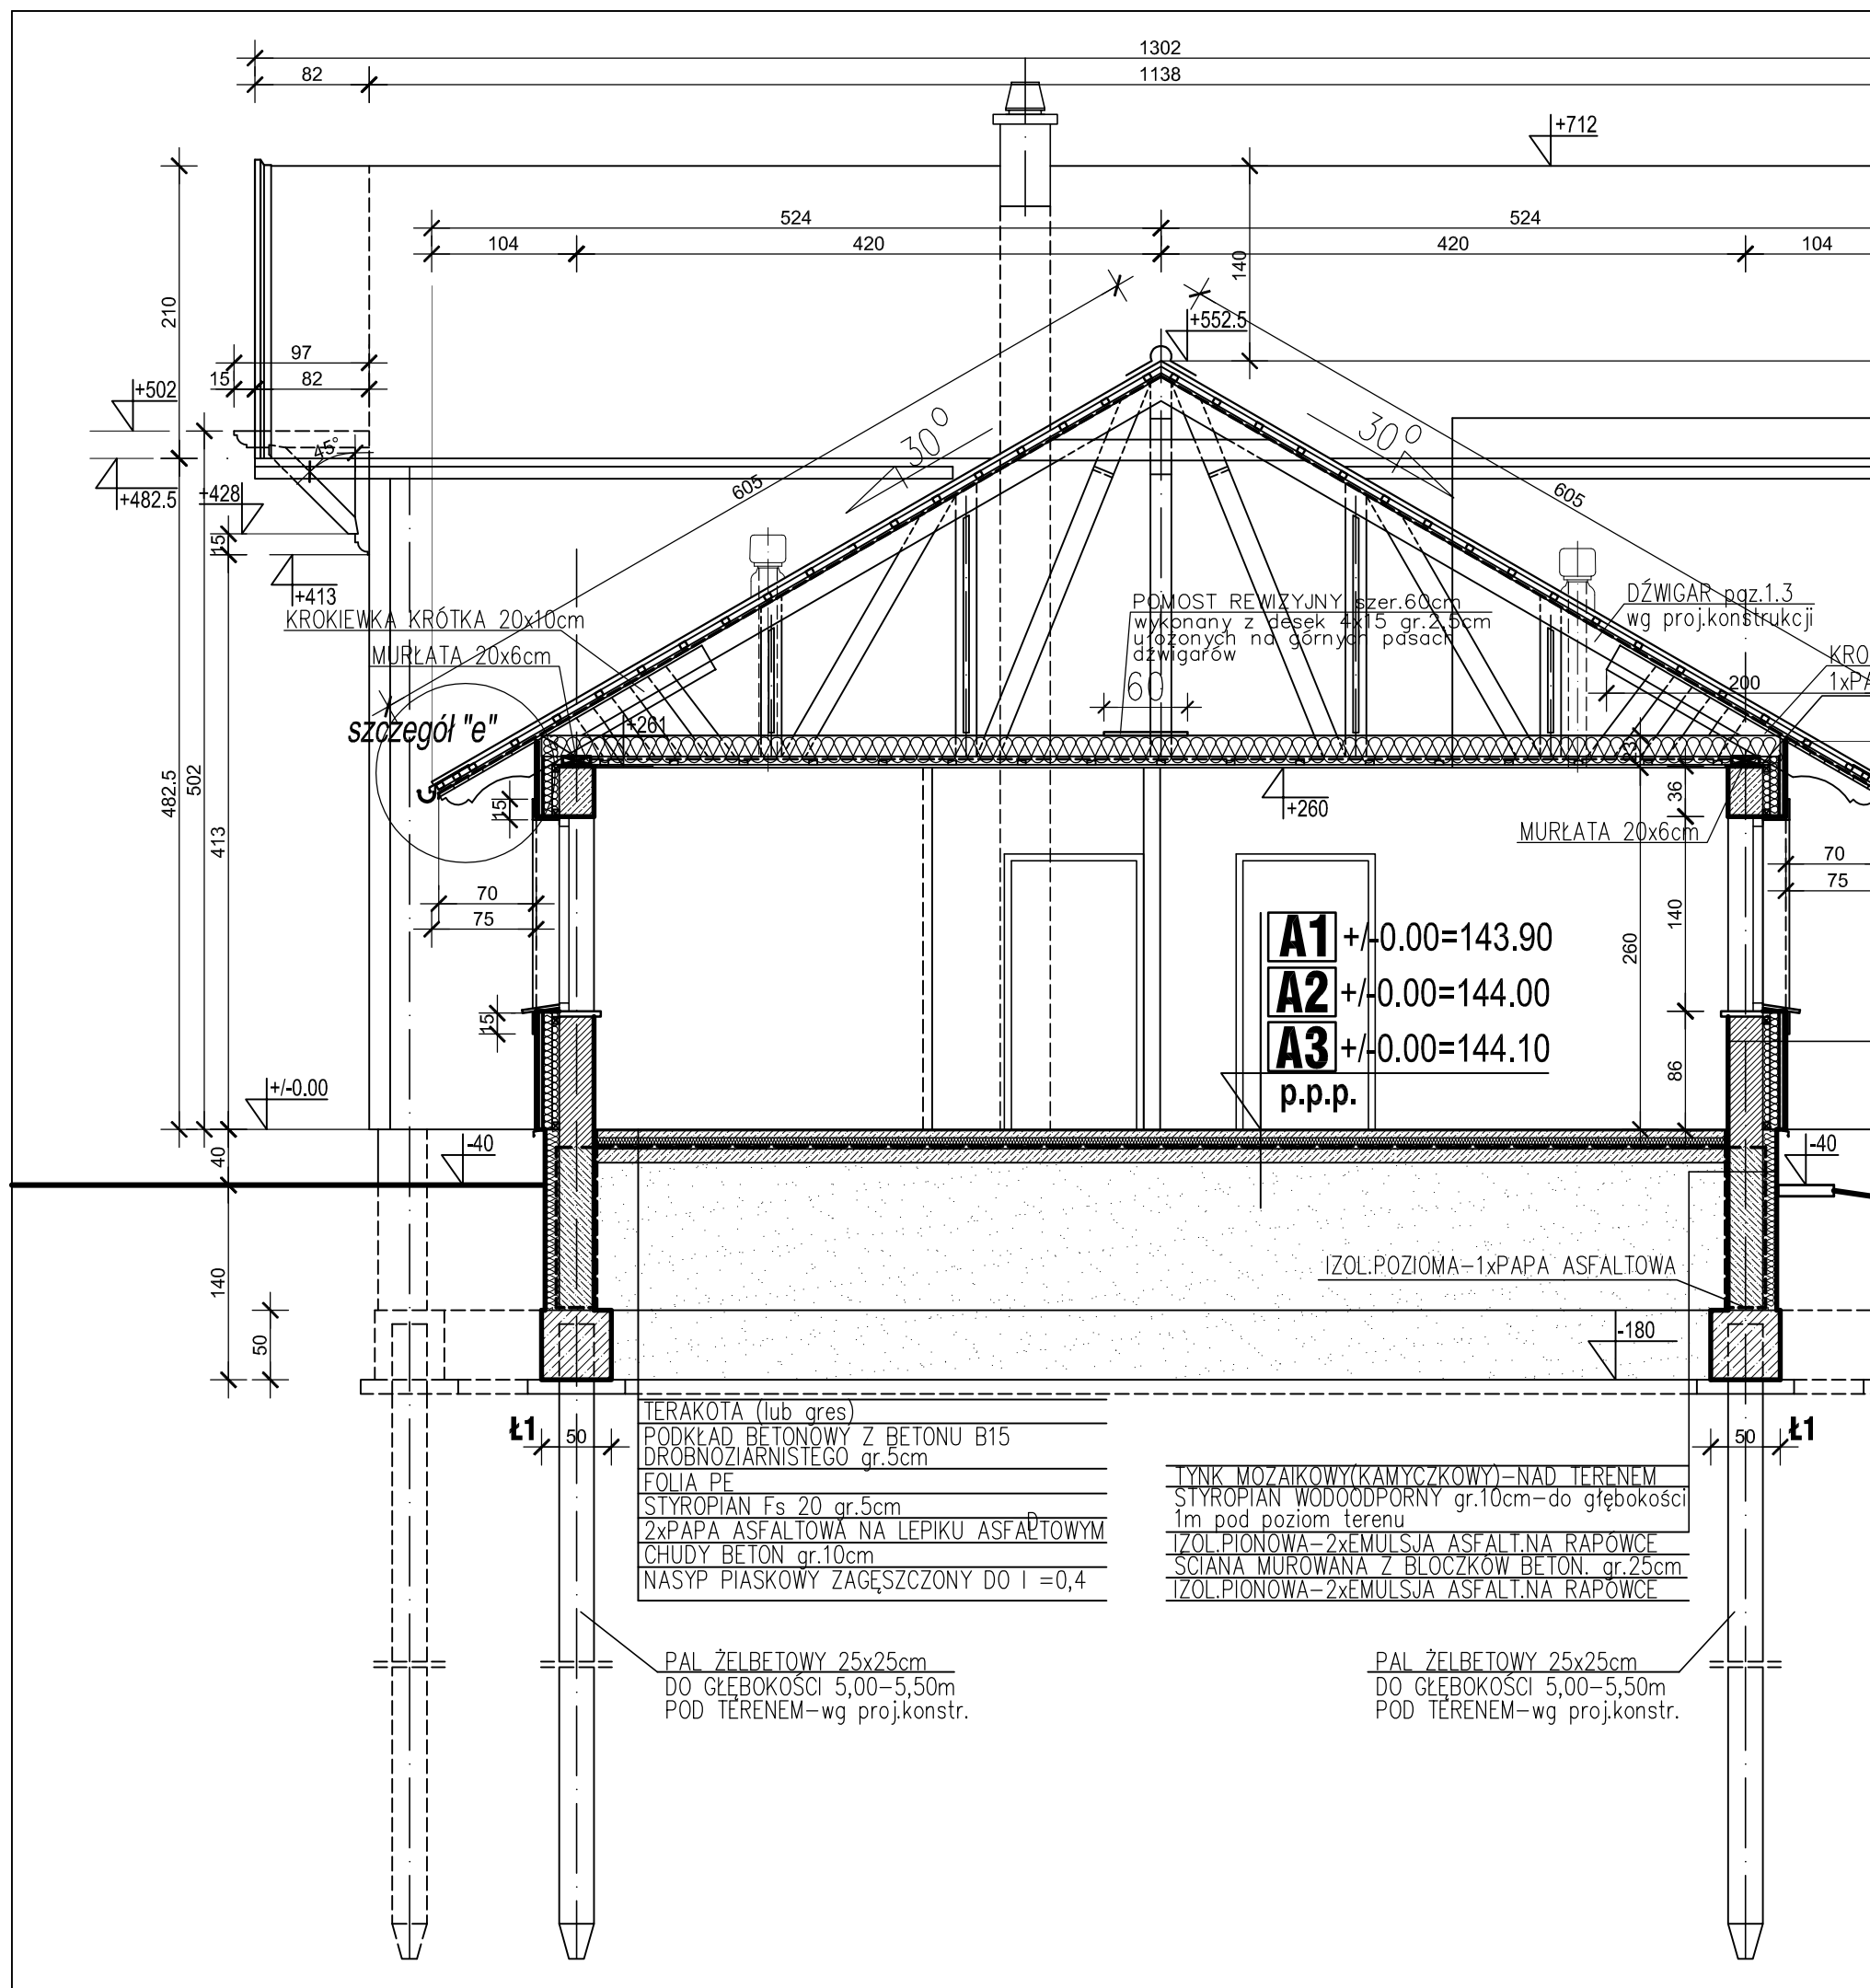 1302
82
1138
+712
524
524
104
420
420
104
140
210
+552.5
97
15
82
+502
45°
30°
30°
+482.5
+428
605
605
15
+413
KROKIEWKA KRÓTKA 20x10cm
POMOST REWIZYJNY szer.60cm
wykonany z desek 4x15 gr.2,5cm
ułożonych na górnych pasach
dźwigarów
DŹWIGAR poz.1.3
wg proj.konstrukcji
MURŁATA 20x6cm
KRO
60
200
1xPA
szczegół "e"
+261
33
482.5
502
413
15
+260
36
MURŁATA 20x6cm
70
75
70
75
140
260
A1 +/-0.00=143.90
A2 +/-0.00=144.00
A3 +/-0.00=144.10
p.p.p.
15
86
+/-0.00
-40
-40
40
140
50
IZOL.POZIOMA-1xPAPA ASFALTOWA
-180
Ł1
50
50
Ł1
TERAKOTA (lub gres)
PODKŁAD BETONOWY Z BETONU B15
DROBNOZIARNISTEGO gr.5cm
FOLIA PE
STYROPIAN Fs 20 gr.5cm
2xPAPA ASFALTOWA NA LEPIKU ASFALTOWYM
D
CHUDY BETON gr.10cm
NASYP PIASKOWY ZAGĘSZCZONY DO I =0,4
TYNK MOZAIKOWY(KAMYCZKOWY)-NAD TERENEM
STYROPIAN WODOODPORNY gr.10cm-do głębokości
1m pod poziom terenu
IZOL.PIONOWA-2xEMULSJA ASFALT.NA RAPÓWCE
ŚCIANA MUROWANA Z BLOCZKÓW BETON. gr.25cm
IZOL.PIONOWA-2xEMULSJA ASFALT.NA RAPÓWCE
PAL ŻELBETOWY 25x25cm
DO GŁĘBOKOŚCI 5,00-5,50m
POD TERENEM-wg proj.konstr.
PAL ŻELBETOWY 25x25cm
DO GŁĘBOKOŚCI 5,00-5,50m
POD TERENEM-wg proj.konstr.